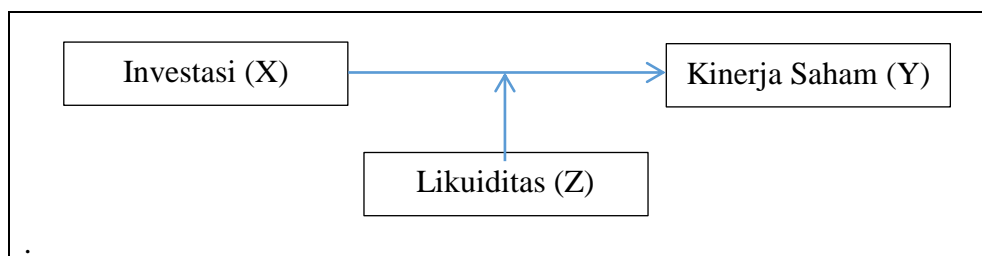 Investasi (X)
Kinerja Saham (Y)
Likuiditas (Z)
.